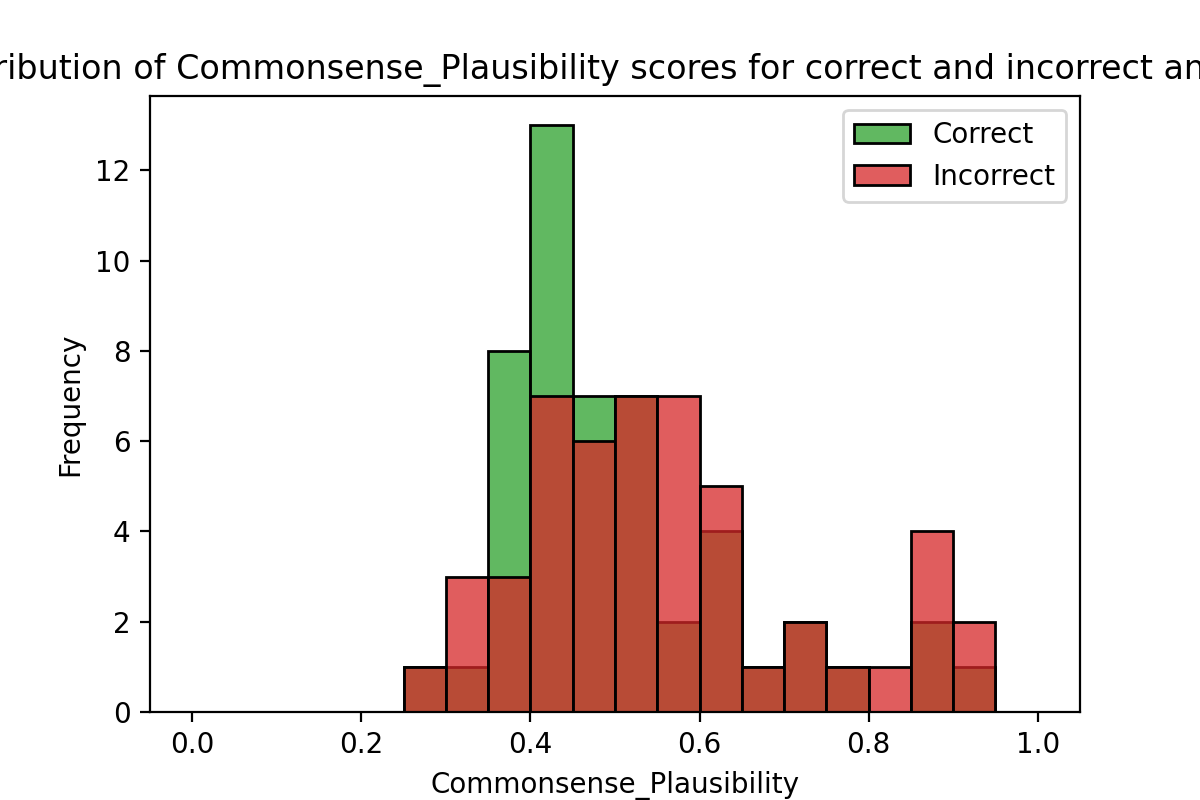 ribution of Commonsense_Plausibility scores for correct and incorrect an
Correct
Incorrect
12
10
8
6
4
2
0
Frequency
0.0 0.2 0.4 0.6 0.8 1.0
Commonsense_Plausibility